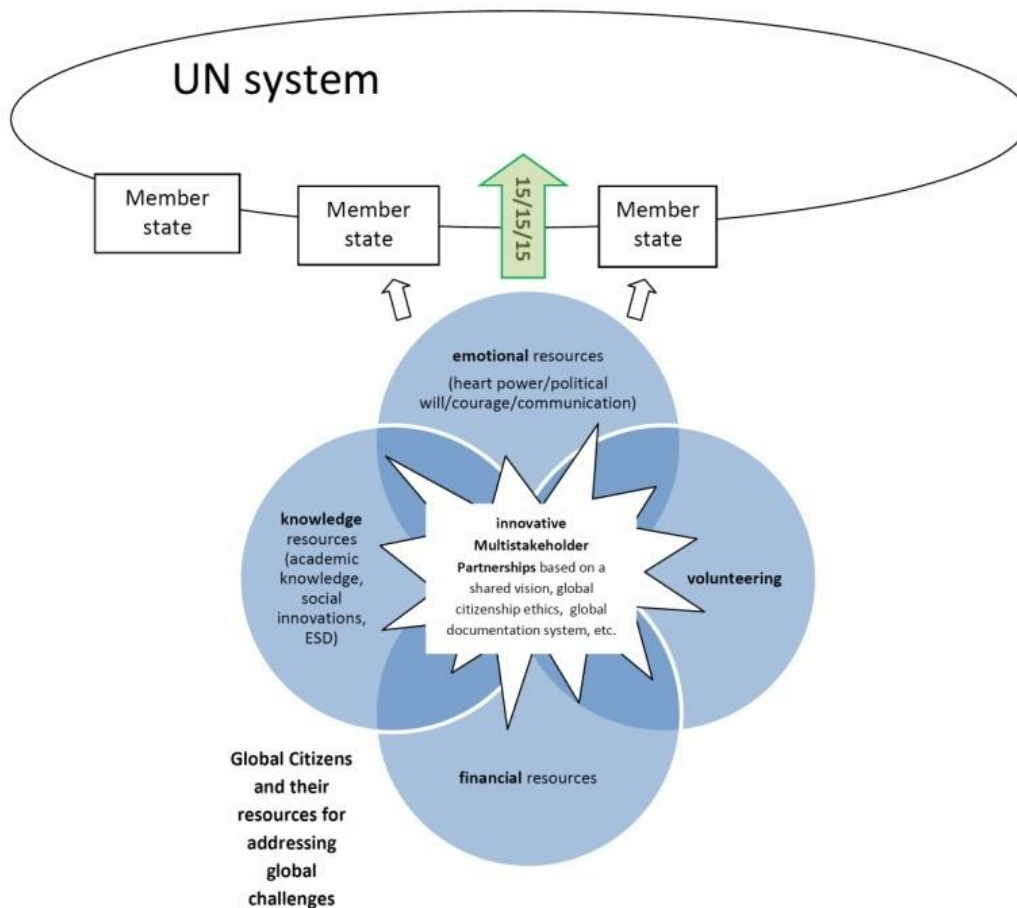 UN system
Member
state
Member
state
15/15/15
Member
state
emotional resources
(heart power/political
will/courage/communication)
knowledge
resources
(academic
knowledge,
social
innovations,
ESD)
innovative
Multistakeholder
Partnerships based on a
shared vision, global
citizenship ethics, global
documentation system, etc.
volunteering
financial resources
Global Citizens
and their
resources for
addressing
global
challenges